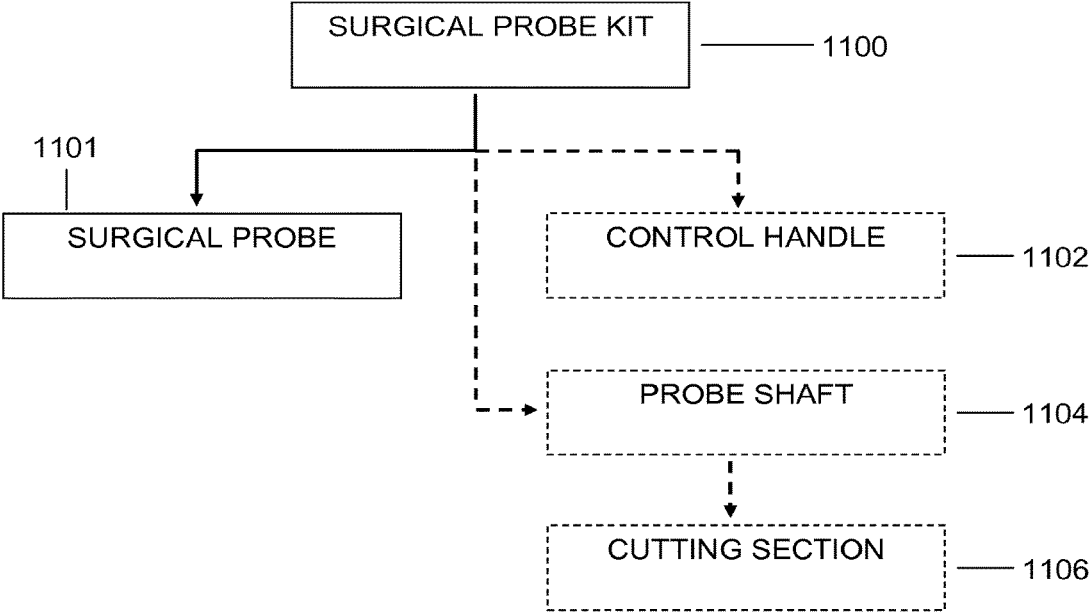 SURGICAL PROBE KIT
1100
1101
SURGICAL PROBE
CONTROL HANDLE
1102
PROBE SHAFT
1104
CUTTING SECTION
1106